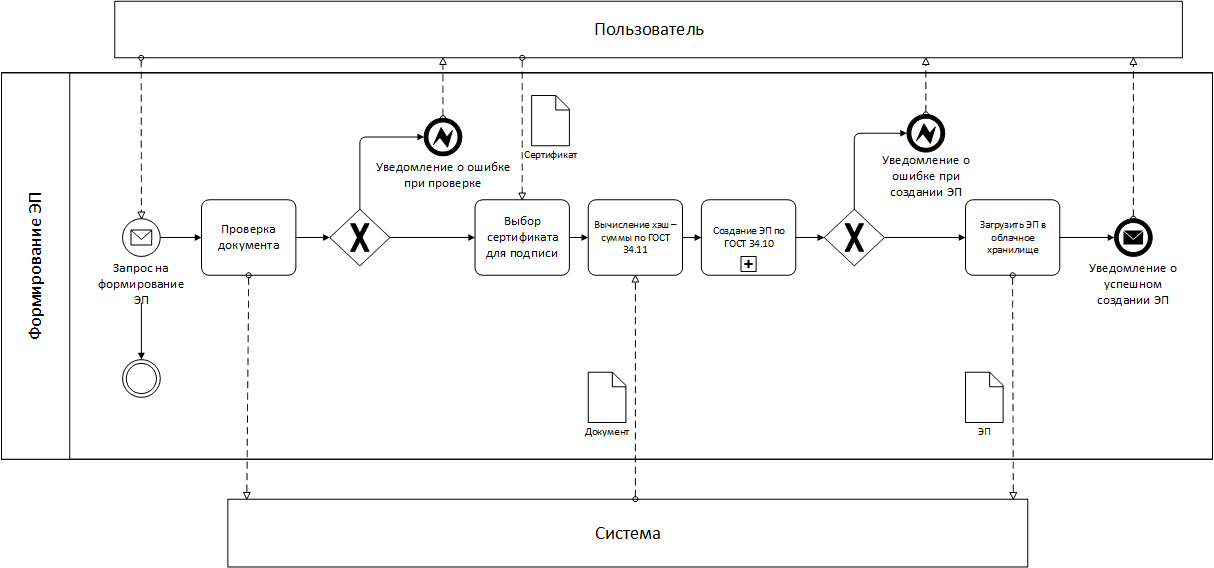 Пользователь
Формирование ЭП
Сертификат
Уведомление о ошибке
при проверке
Уведомление о
ошибке при
создании ЭП
Запрос на
формирование
ЭП
Проверка
документа
Выбор
сертификата
для подписи
Вычисление хэш –
суммы по ГОСТ
34.11
Создание ЭП по
ГОСТ 34.10
Загрузить ЭП в
облачное
хранилище
Уведомление о
успешном
создании ЭП
Документ
ЭП
Система